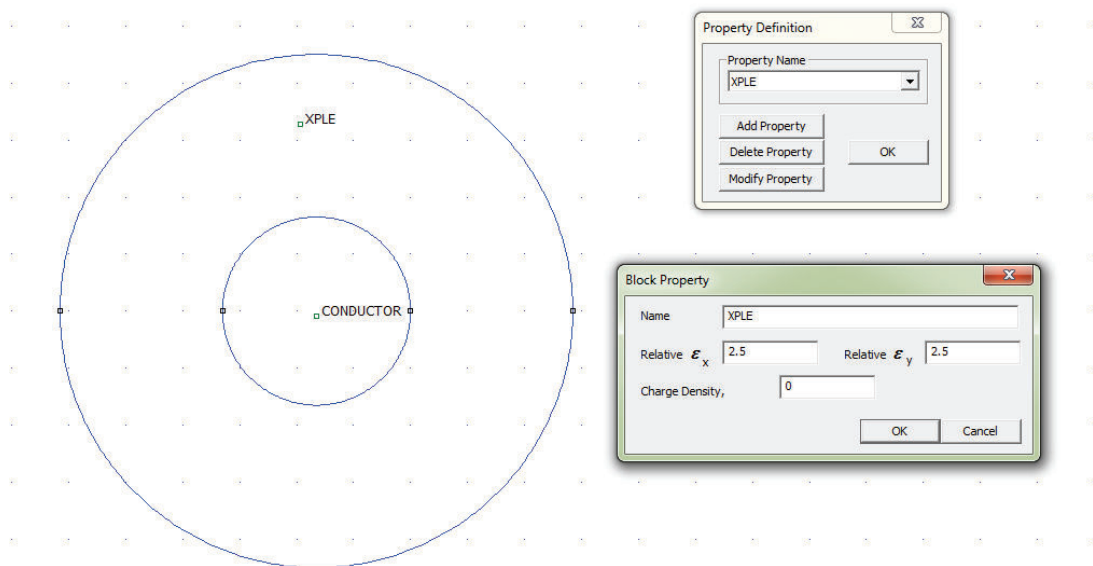 XPLE
CONDUCTOR
Property Definition
Property Name
XPLE
Add Property
Delete Property
OK
Modify Property
Block Property
Name
XPLE
Relative ε x 2.5 Relative ε y 2.5
Charge Density, 0
OK Cancel